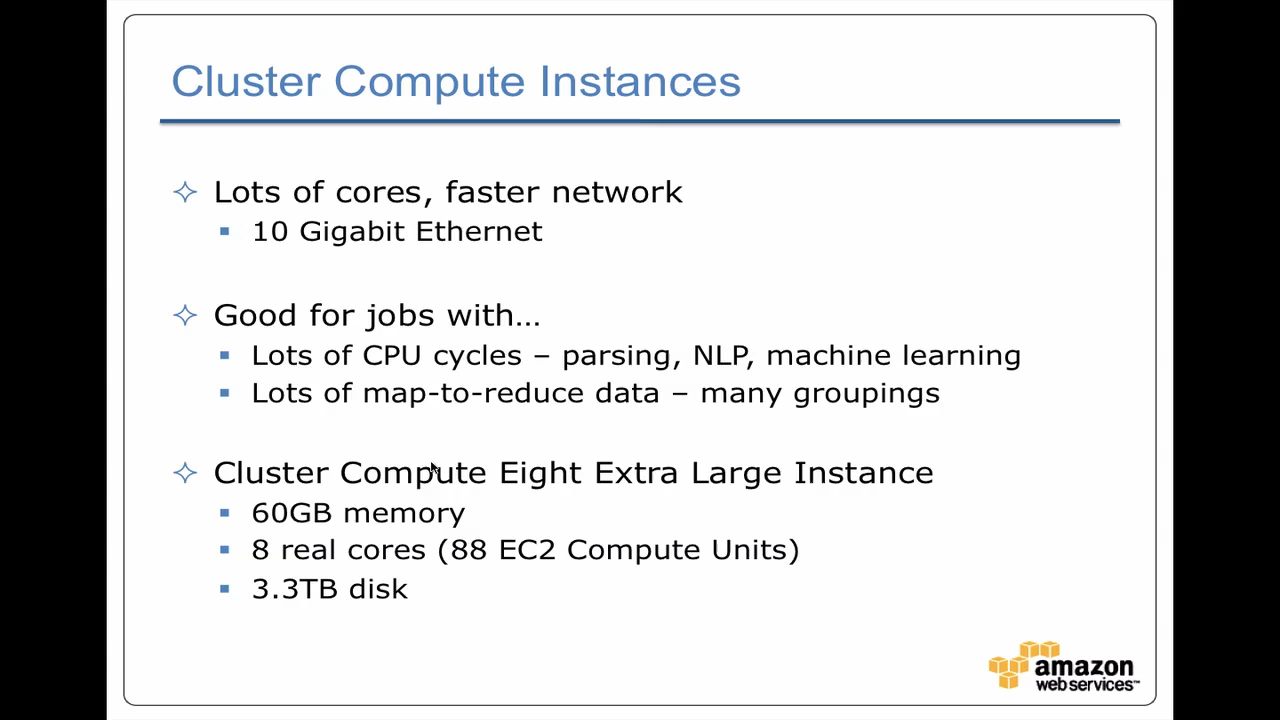 Cluster Compute Instances
Lots of cores, faster network
10 Gigabit Ethernet
Good for jobs with…
Lots of CPU cycles – parsing, NLP, machine learning
Lots of map-to-reduce data – many groupings
Cluster Compute Eight Extra Large Instance
60GB memory
8 real cores (88 EC2 Compute Units)
3.3TB disk
amazon
webservices™